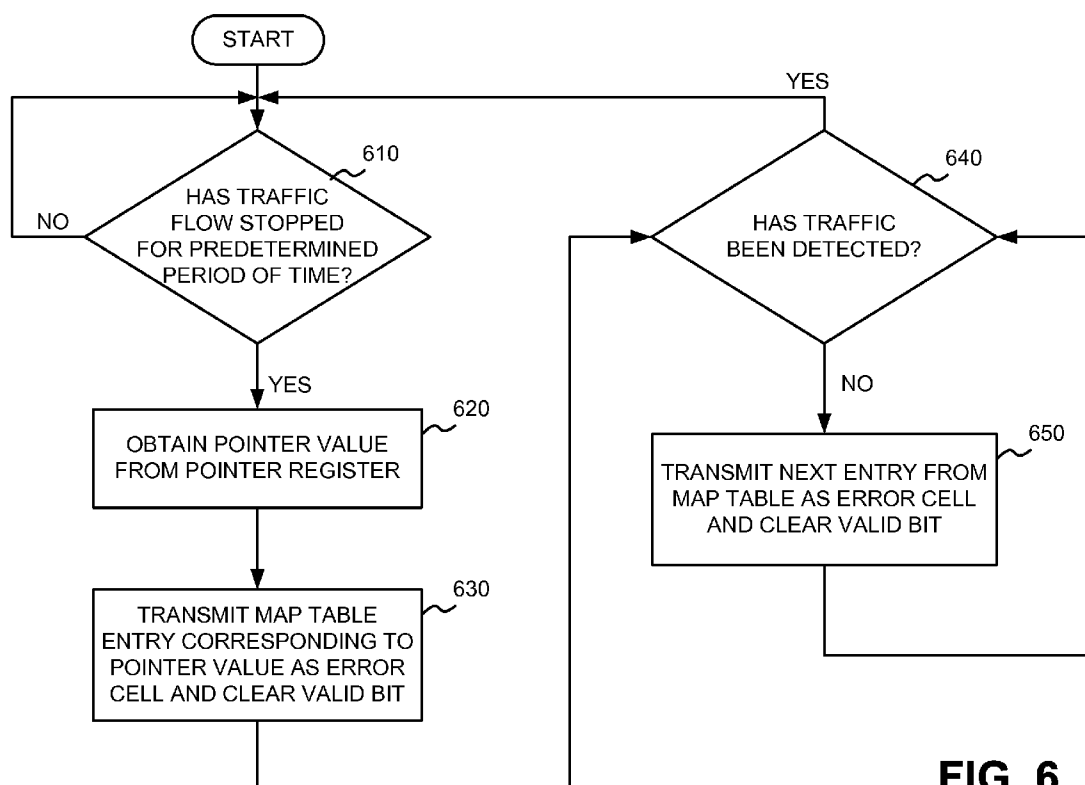 START
YES
610
HAS TRAFFIC
FLOW STOPPED
FOR PREDETERMINED
PERIOD OF TIME?
NO
640
HAS TRAFFIC
BEEN DETECTED?
YES
620
OBTAIN POINTER VALUE
FROM POINTER REGISTER
NO
650
TRANSMIT NEXT ENTRY FROM
MAP TABLE AS ERROR CELL
AND CLEAR VALID BIT
630
TRANSMIT MAP TABLE
ENTRY CORRESPONDING TO
POINTER VALUE AS ERROR
CELL AND CLEAR VALID BIT
FIG. 6